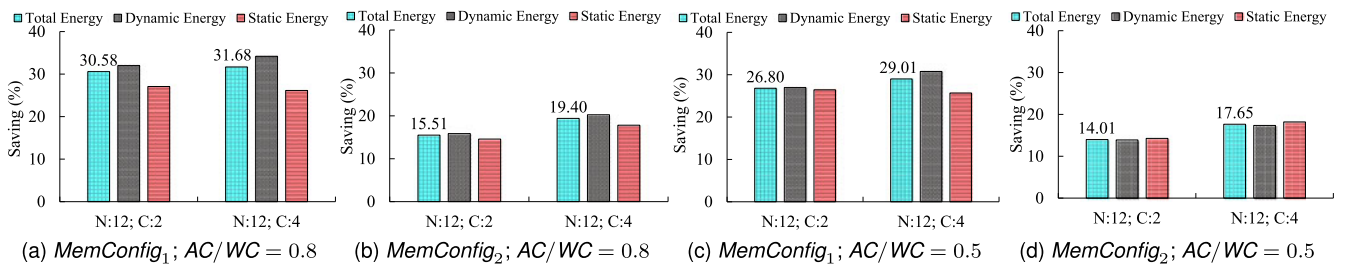 Total Energy Dynamic Energy Static Energy
40
30
20
10
0
Saving (%)
30.58
31.68
N:12; C:2
N:12; C:4
(a) MemConfig₁; AC/WC = 0.8
Total Energy Dynamic Energy Static Energy
40
30
20
10
0
Saving (%)
15.51
19.40
N:12; C:2
N:12; C:4
(b) MemConfig₂; AC/WC = 0.8
Total Energy Dynamic Energy Static Energy
40
30
20
10
0
Saving (%)
26.80
29.01
N:12; C:2
N:12; C:4
(c) MemConfig₁; AC/WC = 0.5
Total Energy Dynamic Energy Static Energy
40
30
20
10
0
Saving (%)
14.01
17.65
N:12; C:2
N:12; C:4
(d) MemConfig₂; AC/WC = 0.5